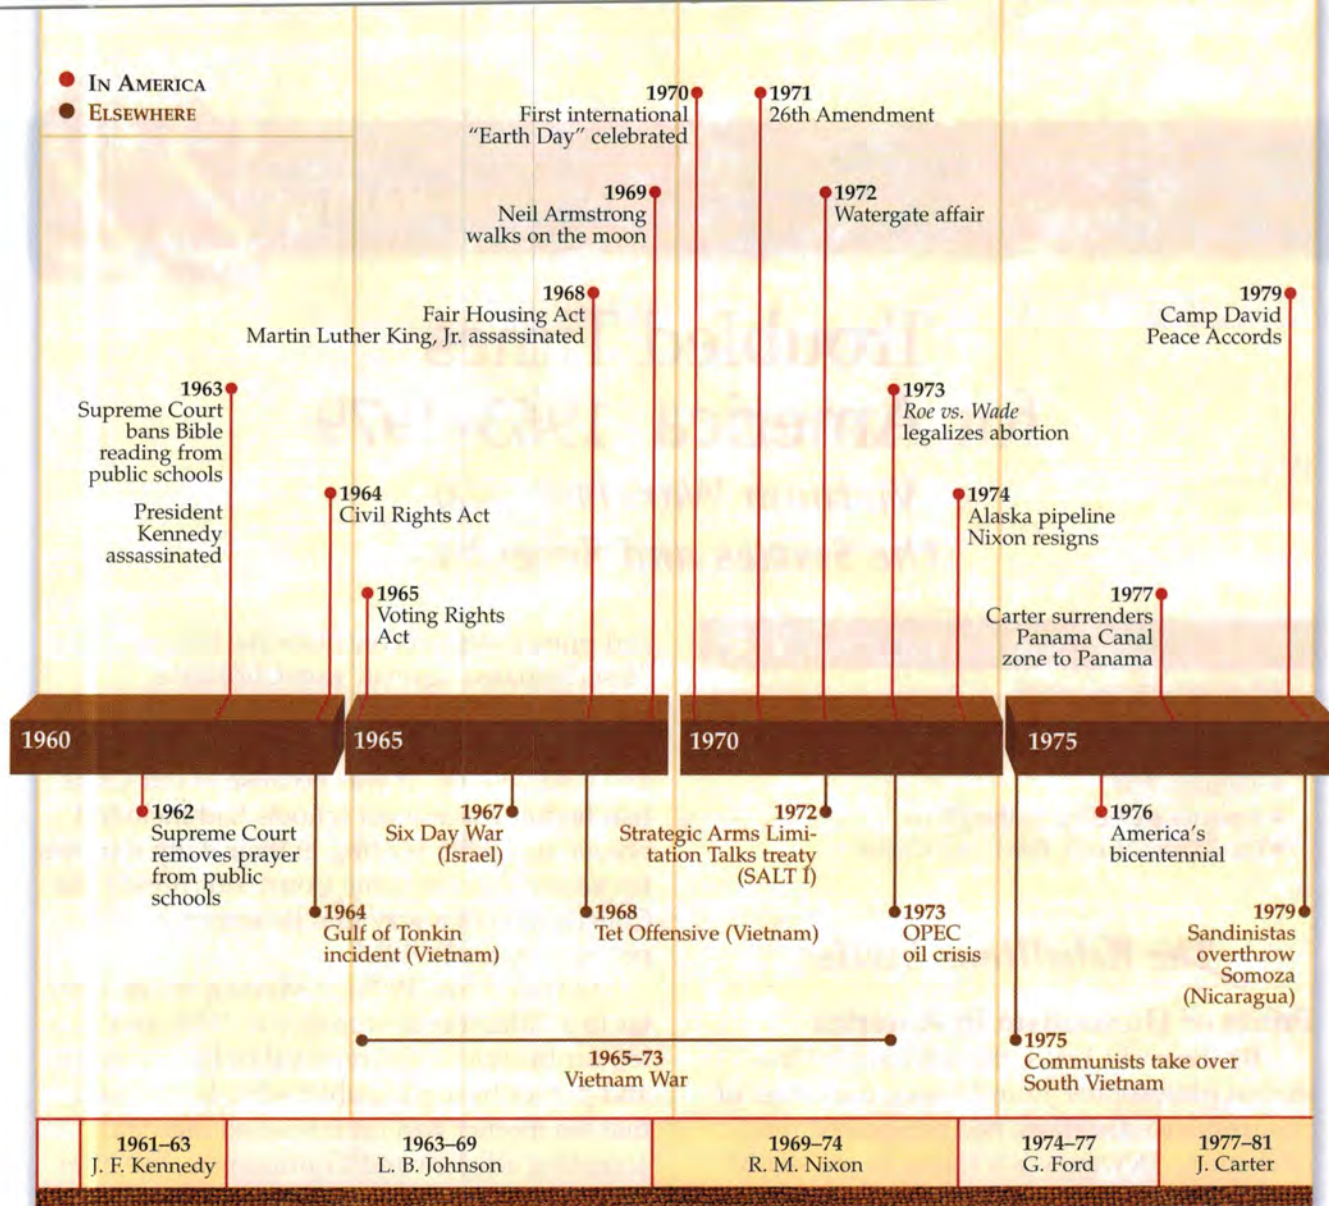 IN AMERICA
ELSEWHERE
1970
First international
“Earth Day” celebrated
1971
26th Amendment
1969
Neil Armstrong
walks on the moon
1972
Watergate affair
1968
Fair Housing Act
Martin Luther King, Jr. assassinated
1979
Camp David
Peace Accords
1963
Supreme Court
bans Bible
reading from
public schools
President
Kennedy
assassinated
1973
Roe vs. Wade
legalizes abortion
1964
Civil Rights Act
1974
Alaska pipeline
Nixon resigns
1965
Voting Rights
Act
1977
Carter surrenders
Panama Canal
zone to Panama
1960
1965
1970
1975
1962
Supreme Court
removes prayer
from public
schools
1967
Six Day War
(Israel)
1972
Strategic Arms Limi-
tation Talks treaty
(SALT I)
1976
America’s
bicentennial
1964
Gulf of Tonkin
incident (Vietnam)
1968
Tet Offensive (Vietnam)
1973
OPEC
oil crisis
1979
Sandinistas
overthrow
Somoza
(Nicaragua)
1965–73
Vietnam War
1975
Communists take over
South Vietnam
1961–63
J. F. Kennedy
1963–69
L. B. Johnson
1969–74
R. M. Nixon
1974–77
G. Ford
1977–81
J. Carter